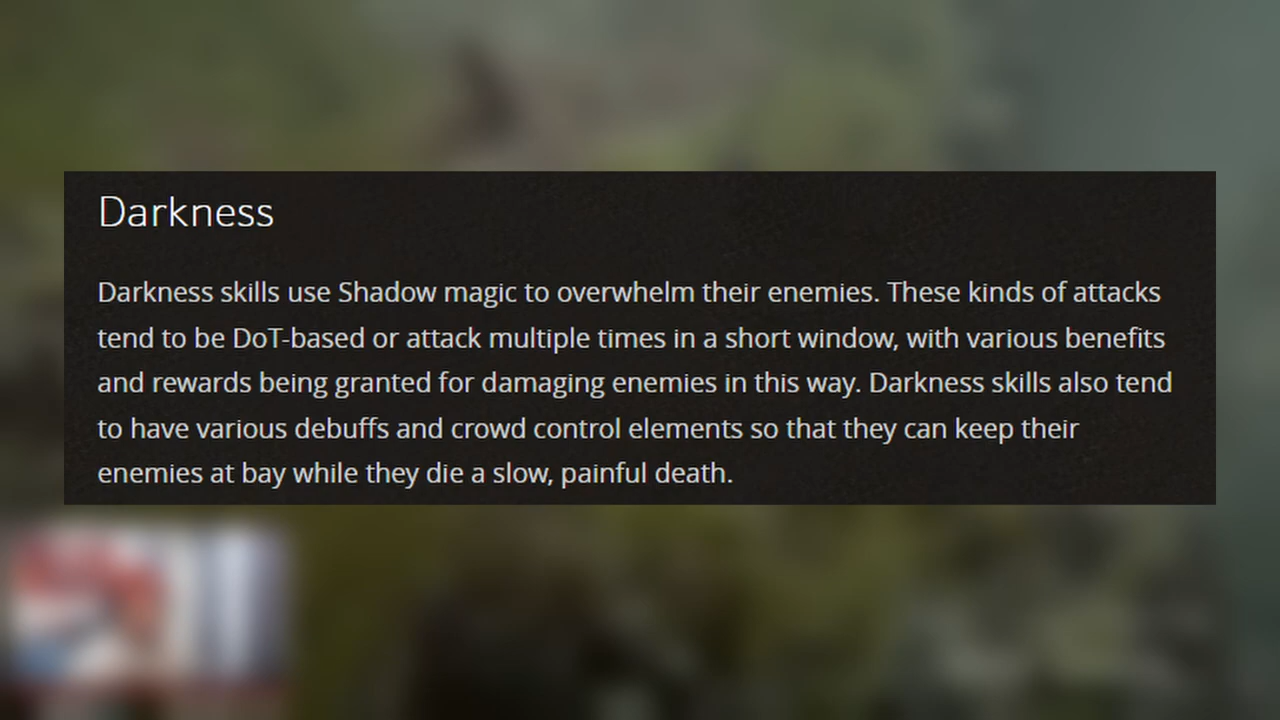 Darkness
Darkness skills use Shadow magic to overwhelm their enemies. These kinds of attacks
tend to be DoT-based or attack multiple times in a short window, with various benefits
and rewards being granted for damaging enemies in this way. Darkness skills also tend
to have various debuffs and crowd control elements so that they can keep their
enemies at bay while they die a slow, painful death.